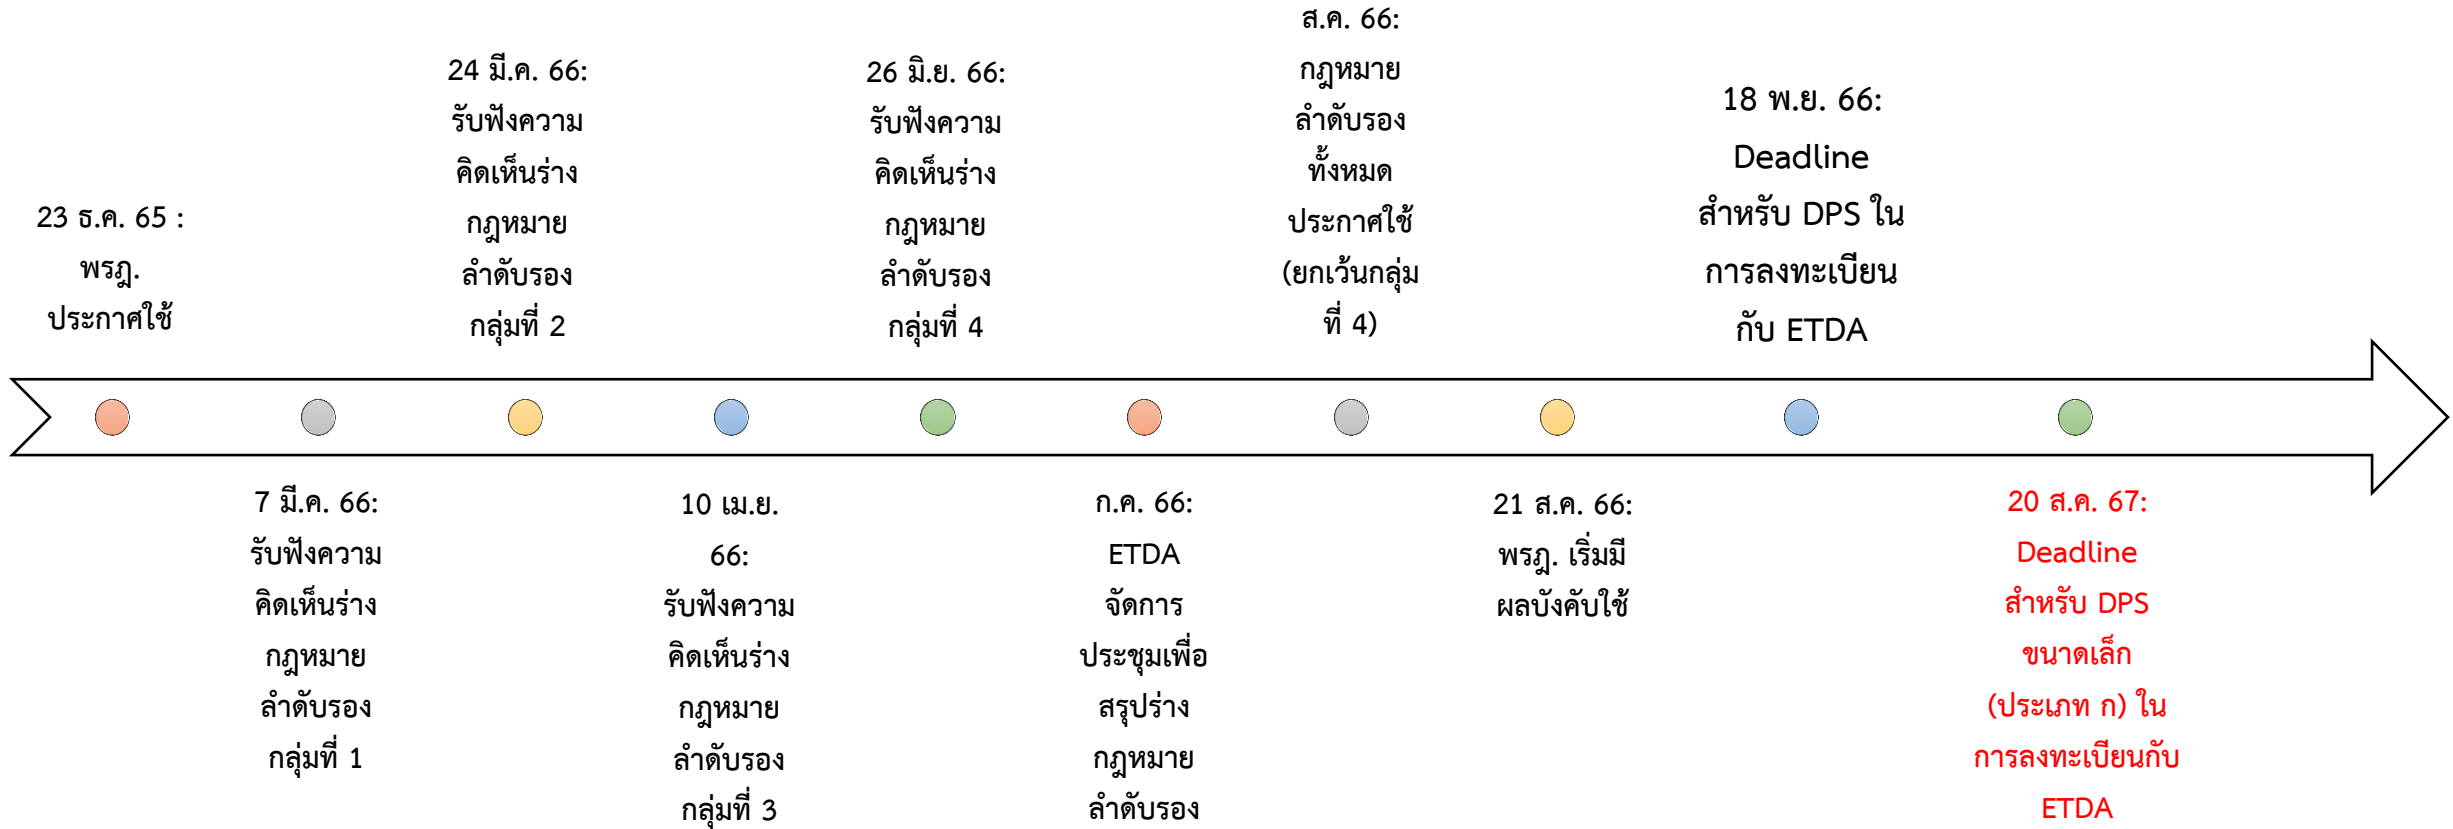 23 ธ.ค. 65 :
พรฎ.
ประกาศใช้
7 มี.ค. 66:
รับฟังความ
คิดเห็นร่าง
กฎหมาย
ลำดับรอง
กลุ่มที่ 1
24 มี.ค. 66:
รับฟังความ
คิดเห็นร่าง
กฎหมาย
ลำดับรอง
กลุ่มที่ 2
10 เม.ย.
66:
รับฟังความ
คิดเห็นร่าง
กฎหมาย
ลำดับรอง
กลุ่มที่ 3
26 มิ.ย. 66:
รับฟังความ
คิดเห็นร่าง
กฎหมาย
ลำดับรอง
กลุ่มที่ 4
ก.ค. 66:
ETDA
จัดการ
ประชุมเพื่อ
สรุปร่าง
กฎหมาย
ลำดับรอง
ส.ค. 66:
กฎหมาย
ลำดับรอง
ทั้งหมด
ประกาศใช้
(ยกเว้นกลุ่ม
ที่ 4)
21 ส.ค. 66:
พรฎ. เริ่มมี
ผลบังคับใช้
18 พ.ย. 66:
Deadline
สำหรับ DPS ใน
การลงทะเบียน
กับ ETDA
20 ส.ค. 67:
Deadline
สำหรับ DPS
ขนาดเล็ก
(ประเภท ก) ใน
การลงทะเบียนกับ
ETDA